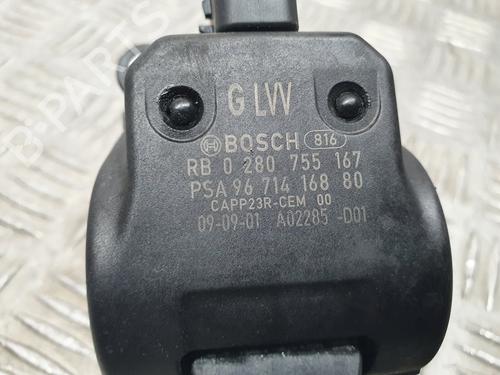 G LW
BOSCH 816
RB 0 280 755 167
PSA 96 714 168 80
CAPP23R-CEM 00
09-09-01 A02285 -D01
B-PARTS